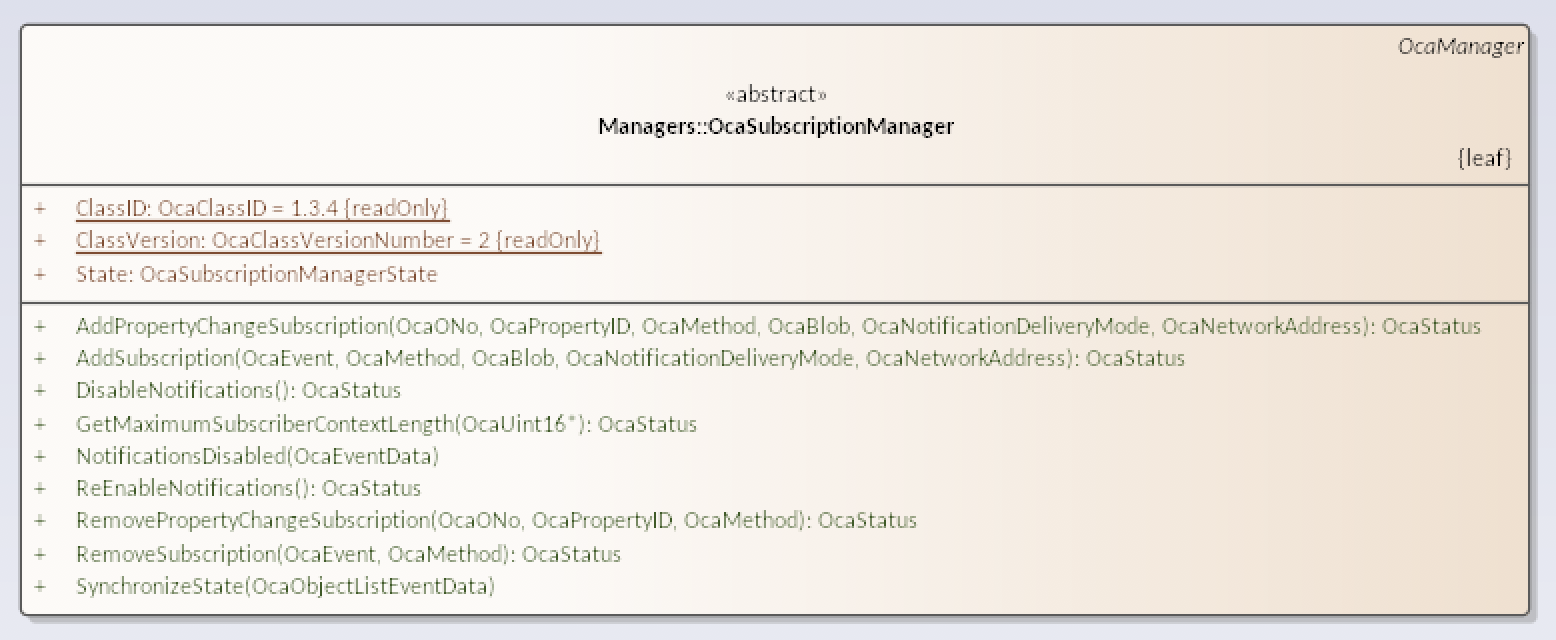 OcaManager
«abstract»
Managers::OcaSubscriptionManager
{leaf}
+ ClassID: OcaClassID = 1.3.4 {readOnly}
+ ClassVersion: OcaClassVersionNumber = 2 {readOnly}
+ State: OcaSubscriptionManagerState
+ AddPropertyChangeSubscription(OcaONo, OcaPropertyID, OcaMethod, OcaBlob, OcaNotificationDeliveryMode, OcaNetworkAddress): OcaStatus
+ AddSubscription(OcaEvent, OcaMethod, OcaBlob, OcaNotificationDeliveryMode, OcaNetworkAddress): OcaStatus
+ DisableNotifications(): OcaStatus
+ GetMaximumSubscriberContextLength(OcaUint16*): OcaStatus
+ NotificationsDisabled(OcaEventData)
+ ReEnableNotifications(): OcaStatus
+ RemovePropertyChangeSubscription(OcaONo, OcaPropertyID, OcaMethod): OcaStatus
+ RemoveSubscription(OcaEvent, OcaMethod): OcaStatus
+ SynchronizeState(OcaObjectListEventData)